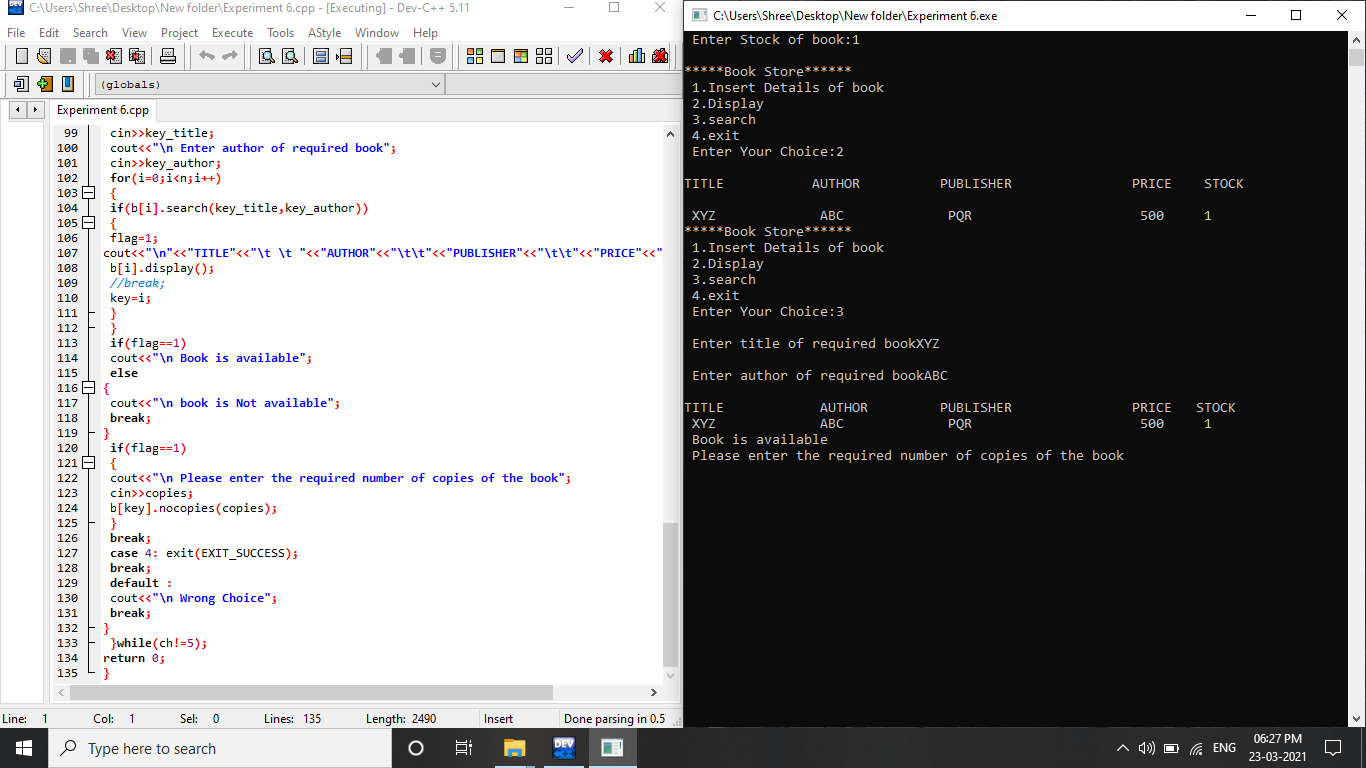 C:\Users\Shree\Desktop\New folder\Experiment 6.cpp - [Executing] - Dev-C++ 5.11
File Edit Search View Project Execute Tools AStyle Window Help
(globals)
Experiment 6.cpp
99 cin>>key_title;
100 cout<<"\n Enter author of required book";
101 cin>>key_author;
102 for(i=0;i<n;i++)
103 {
104 if(b[i].search(key_title,key_author))
105 {
106 flag=1;
107 cout<<"\n"<<"TITLE"<<"\t \t "<<"AUTHOR"<<"\t\t"<<"PUBLISHER"<<"\t\t"<<"PRICE"<<"
108 b[i].display();
109 //break;
110 key=i;
111 }
112 }
113 if(flag==1)
114 cout<<"\n Book is available";
115 else
116 {
117 cout<<"\n book is Not available";
118 break;
119 }
120 if(flag==1)
121 {
122 cout<<"\n Please enter the required number of copies of the book";
123 cin>>copies;
124 b[key].nocopies(copies);
125 }
126 break;
127 case 4: exit(EXIT_SUCCESS);
128 break;
129 default :
130 cout<<"\n Wrong Choice";
131 break;
132 }
133 }while(ch!=5);
134 return 0;
135 }
Line: 1 Col: 1 Sel: 0 Lines: 135 Length: 2490 Insert Done parsing in 0.5
C:\Users\Shree\Desktop\New folder\Experiment 6.exe
Enter Stock of book:1
*****Book Store******
1.Insert Details of book
2.Display
3.search
4.exit
Enter Your Choice:2
TITLE AUTHOR PUBLISHER PRICE STOCK
XYZ ABC PQR 500 1
*****Book Store******
1.Insert Details of book
2.Display
3.search
4.exit
Enter Your Choice:3
Enter title of required bookXYZ
Enter author of required bookABC
TITLE AUTHOR PUBLISHER PRICE STOCK
XYZ ABC PQR 500 1
Book is available
Please enter the required number of copies of the book
Type here to search
DEV
ENG
06:27 PM
23-03-2021